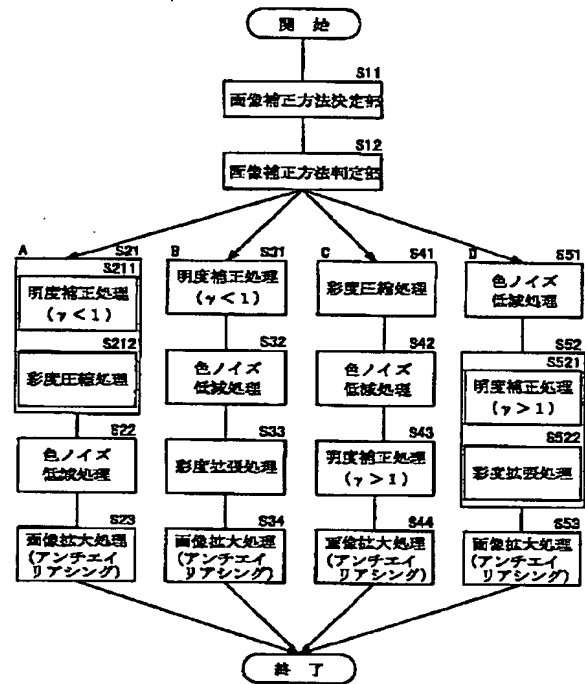 開 始
S11
画像補正方法決定部
S12
画像補正方法判定部
A
S21
S211
明度補正処理
(γ<1)
S212
彩度圧縮処理
S22
色ノイズ
低減処理
S23
画像拡大処理
(アンチエイ
リアシング)
B
S31
明度補正処理
(γ<1)
S32
色ノイズ
低減処理
S33
彩度拡張処理
S34
画像拡大処理
(アンチエイ
リアシング)
C
S41
彩度圧縮処理
S42
色ノイズ
低減処理
S43
明度補正処理
(γ>1)
S44
画像拡大処理
(アンチエイ
リアシング)
D
S51
色ノイズ
低減処理
S52
S521
明度補正処理
(γ>1)
S522
彩度拡張処理
S53
画像拡大処理
(アンチエイ
リアシング)
終 了